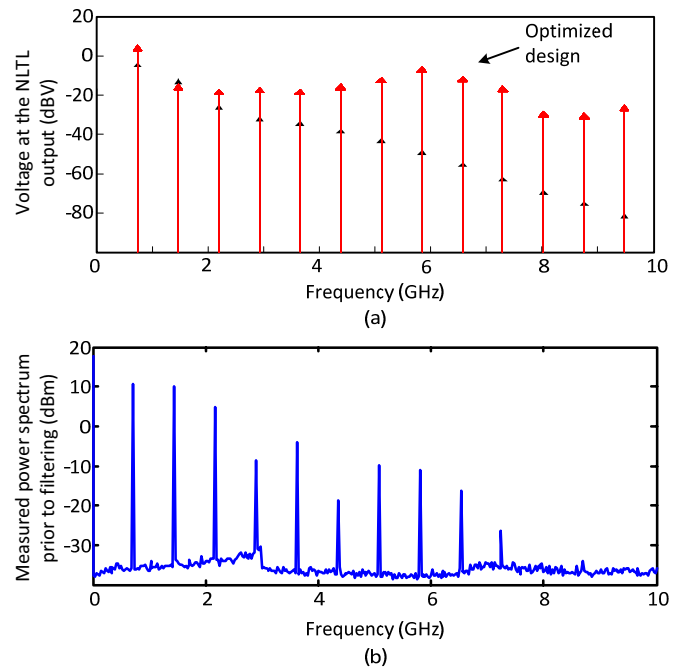 20
0
-20
-40
-60
-80
Voltage at the NLTL
output (dBV)
Optimized
design
0
2
4
6
8
10
Frequency (GHz)
(a)
20
10
0
-10
-20
-30
Measured power spectrum
prior to filtering (dBm)
0
2
4
6
8
10
Frequency (GHz)
(b)